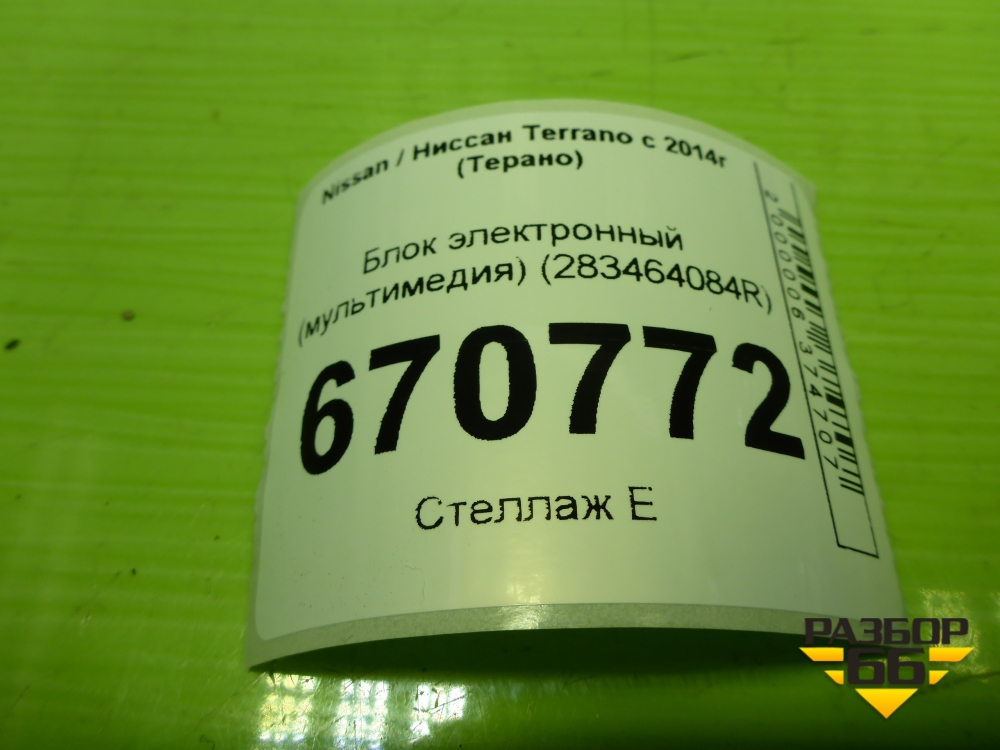 Nissan / Ниссан Terrano с 2014г
(Терано)
Блок электронный
(мультимедия) (283464084R)
670772
Стеллаж Е
2000006374707
РАЗБОР
66